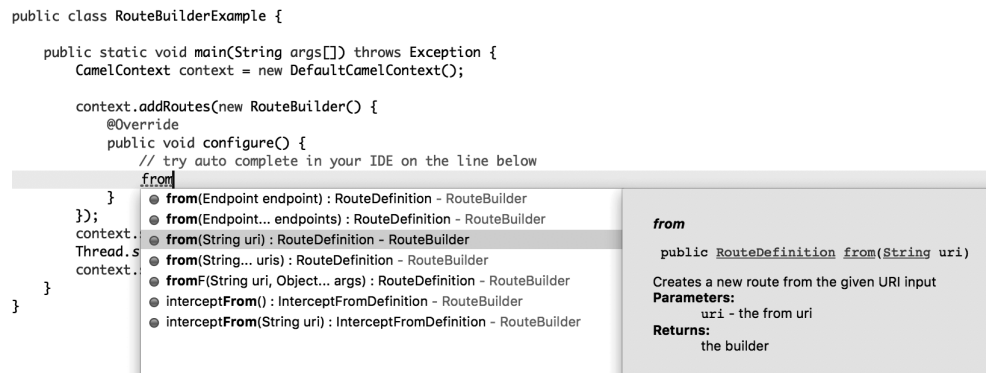 public class RouteBuilderExample {
public static void main(String args[]) throws Exception {
CamelContext context = new DefaultCamelContext();
context.addRoutes(new RouteBuilder() {
@Override
public void configure() {
// try auto complete in your IDE on the line below
from
}
});
context.
Thread.s
context.
}
}
from(Endpoint endpoint) : RouteDefinition - RouteBuilder
from(Endpoint... endpoints) : RouteDefinition - RouteBuilder
from(String uri) : RouteDefinition - RouteBuilder
from(String... uris) : RouteDefinition - RouteBuilder
fromF(String uri, Object... args) : RouteDefinition - RouteBuilder
interceptFrom() : InterceptFromDefinition - RouteBuilder
interceptFrom(String uri) : InterceptFromDefinition - RouteBuilder
from
public RouteDefinition from(String uri)
Creates a new route from the given URI input
Parameters:
uri - the from uri
Returns:
the builder